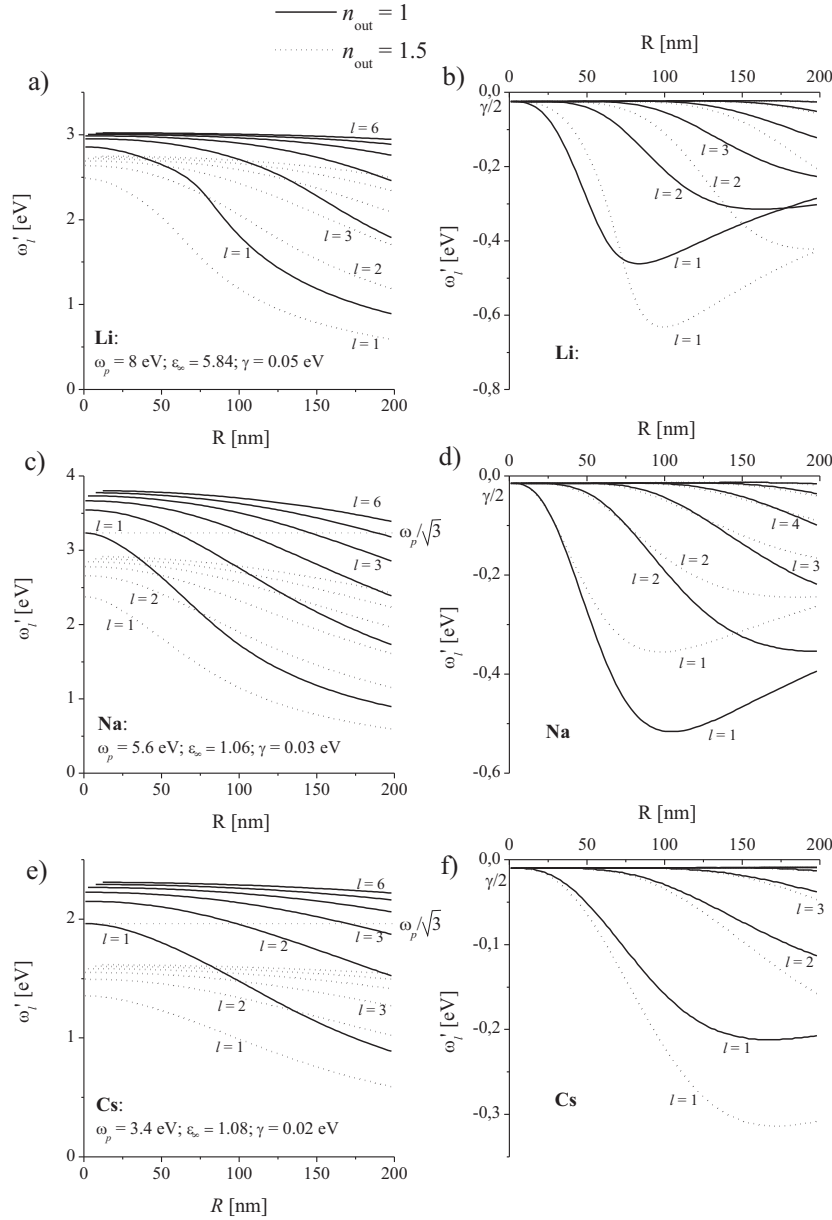 n_out = 1
n_out = 1.5
a)
3
2
1
0
0 50 100 150 200
ω_l' [eV]
R [nm]
l = 6
l = 3
l = 2
l = 1
l = 1
Li:
ω_p = 8 eV; ε_∞ = 5.84; γ = 0.05 eV
b)
R [nm]
0 50 100 150 200
0,0
γ/2
-0,2
-0,4
-0,6
-0,8
ω_l' [eV]
l = 3
l = 2
l = 2
l = 1
l = 1
Li:
c)
4
3
2
1
0
0 50 100 150 200
ω_l' [eV]
R [nm]
l = 6
l = 1
ω_p/√3
l = 3
l = 2
l = 1
Na:
ω_p = 5.6 eV; ε_∞ = 1.06; γ = 0.03 eV
d)
R [nm]
0 50 100 150 200
0,0
γ/2
-0,2
-0,4
-0,6
ω_l' [eV]
l = 4
l = 2
l = 3
l = 2
l = 1
l = 1
Na
e)
2
1
0
0 50 100 150 200
ω_l' [eV]
R [nm]
l = 6
l = 1
l = 2
l = 3
ω_p/√3
l = 2
l = 3
l = 1
Cs:
ω_p = 3.4 eV; ε_∞ = 1.08; γ = 0.02 eV
f)
R [nm]
0 50 100 150 200
0,0
γ/2
-0,1
-0,2
-0,3
ω_l' [eV]
l = 3
l = 2
l = 1
l = 1
Cs